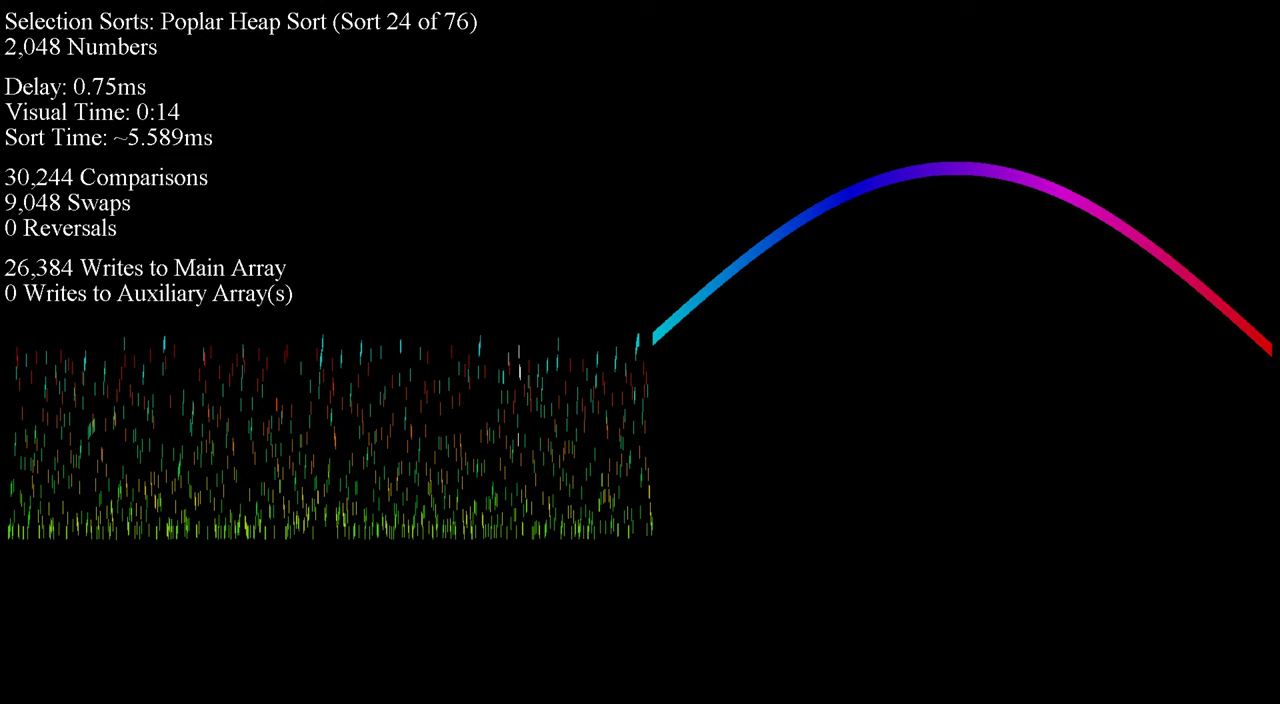 Selection Sorts: Poplar Heap Sort (Sort 24 of 76)
2,048 Numbers
Delay: 0.75ms
Visual Time: 0:14
Sort Time: ~5.589ms
30,244 Comparisons
9,048 Swaps
0 Reversals
26,384 Writes to Main Array
0 Writes to Auxiliary Array(s)